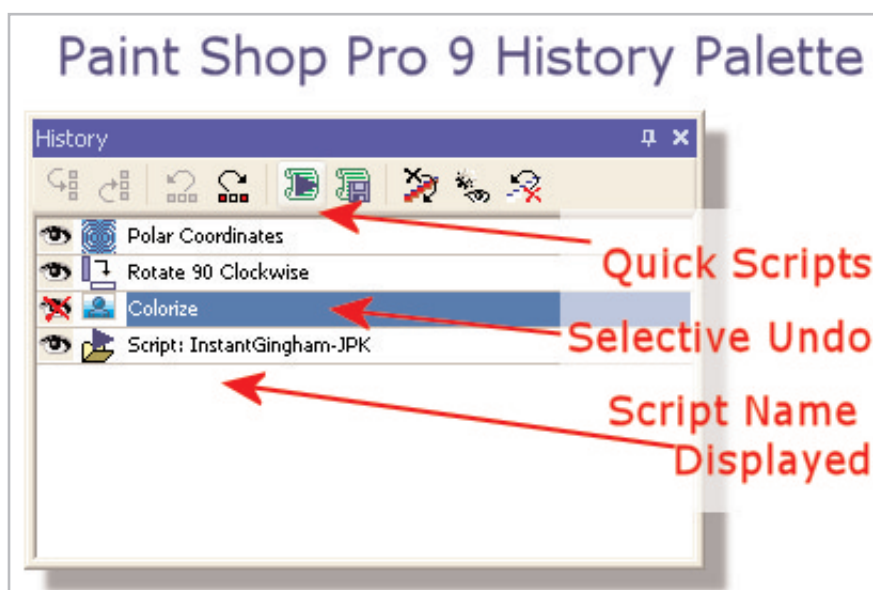 Paint Shop Pro 9 History Palette
History
Polar Coordinates
Rotate 90 Clockwise
Colorize
Script: InstantGingham-JPK
Quick Scripts
Selective Undo
Script Name
Displayed